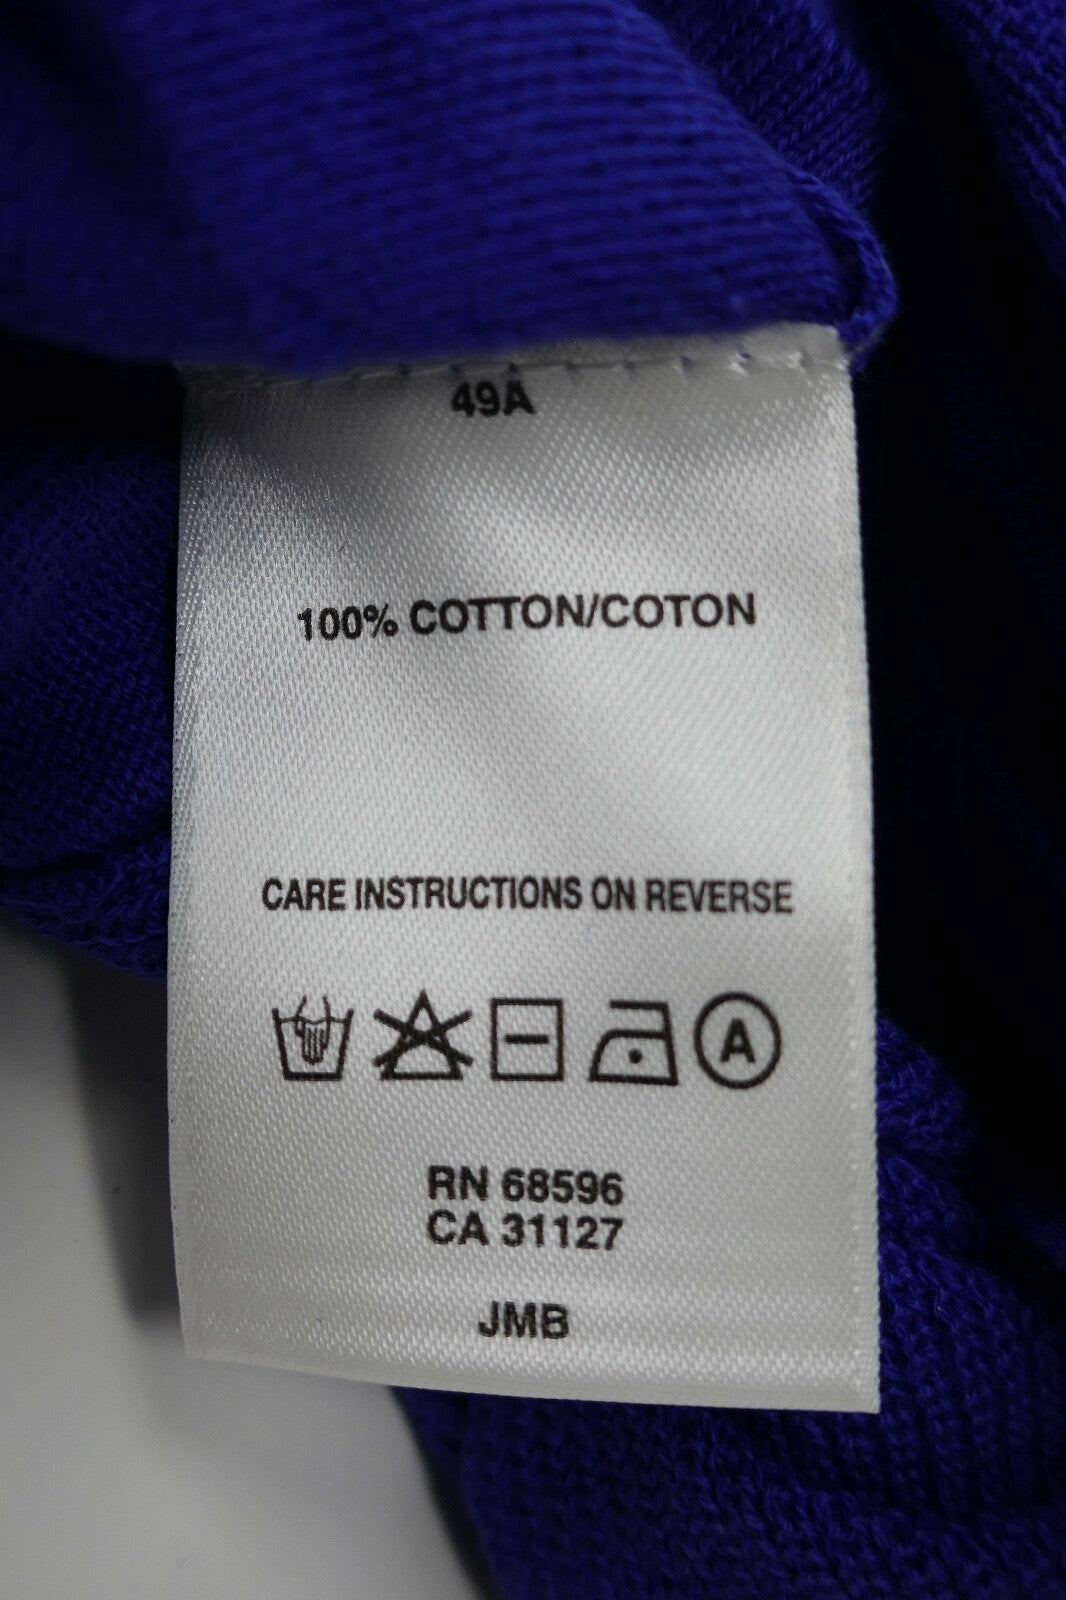 49A
100% COTTON/COTON
CARE INSTRUCTIONS ON REVERSE
A
RN 68596
CA 31127
JMB